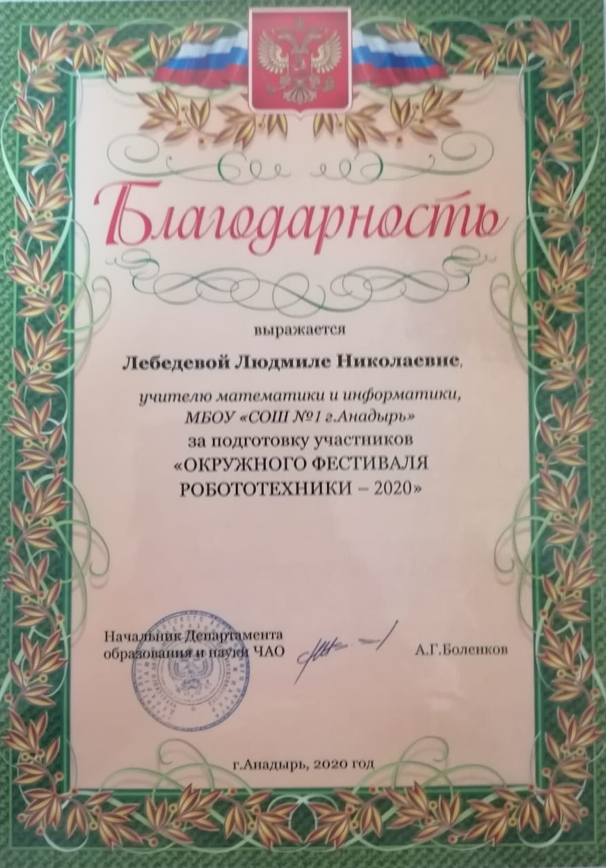 Благодарность
выражается
Лебедевой Людмиле Николаевне,
учителю математики и информатики,
МБОУ «СОШ №1 г.Анадырь»
за подготовку участников
«ОКРУЖНОГО ФЕСТИВАЛЯ
РОБОТОТЕХНИКИ – 2020»
Начальник Департамента
образования и науки ЧАО
А.Г.Боленков
г.Анадырь, 2020 год